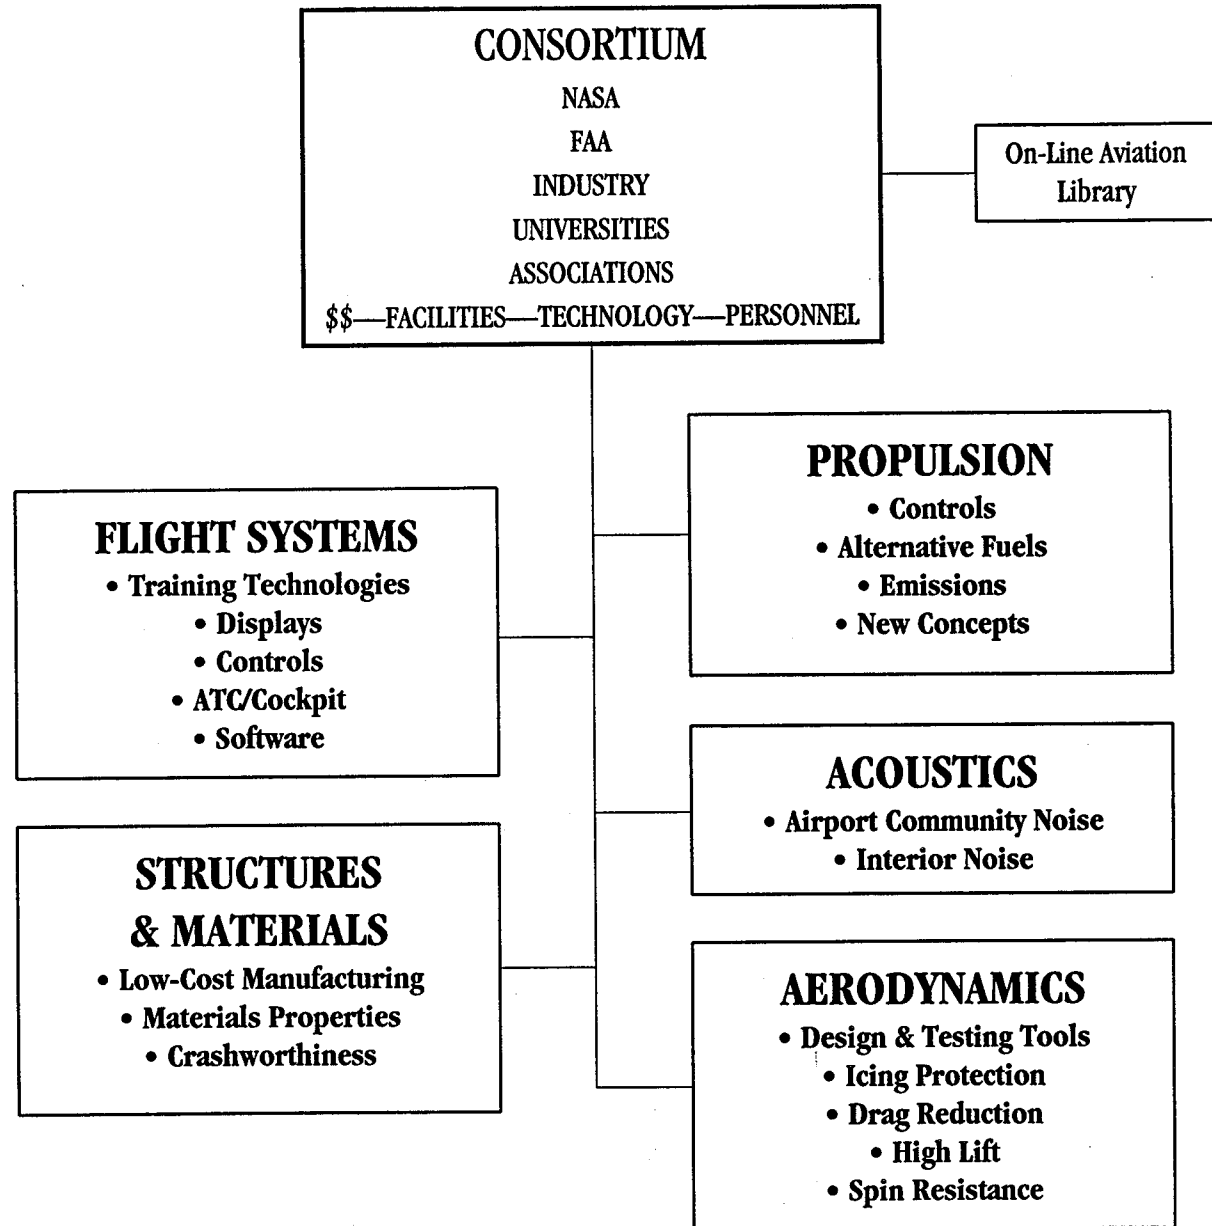 CONSORTIUM
NASA
FAA
INDUSTRY
UNIVERSITIES
ASSOCIATIONS
$$—FACILITIES—TECHNOLOGY—PERSONNEL
On-Line Aviation
Library
PROPULSION
• Controls
• Alternative Fuels
• Emissions
• New Concepts
FLIGHT SYSTEMS
• Training Technologies
• Displays
• Controls
• ATC/Cockpit
• Software
ACOUSTICS
• Airport Community Noise
• Interior Noise
STRUCTURES
& MATERIALS
• Low-Cost Manufacturing
• Materials Properties
• Crashworthiness
AERODYNAMICS
• Design & Testing Tools
• Icing Protection
• Drag Reduction
• High Lift
• Spin Resistance